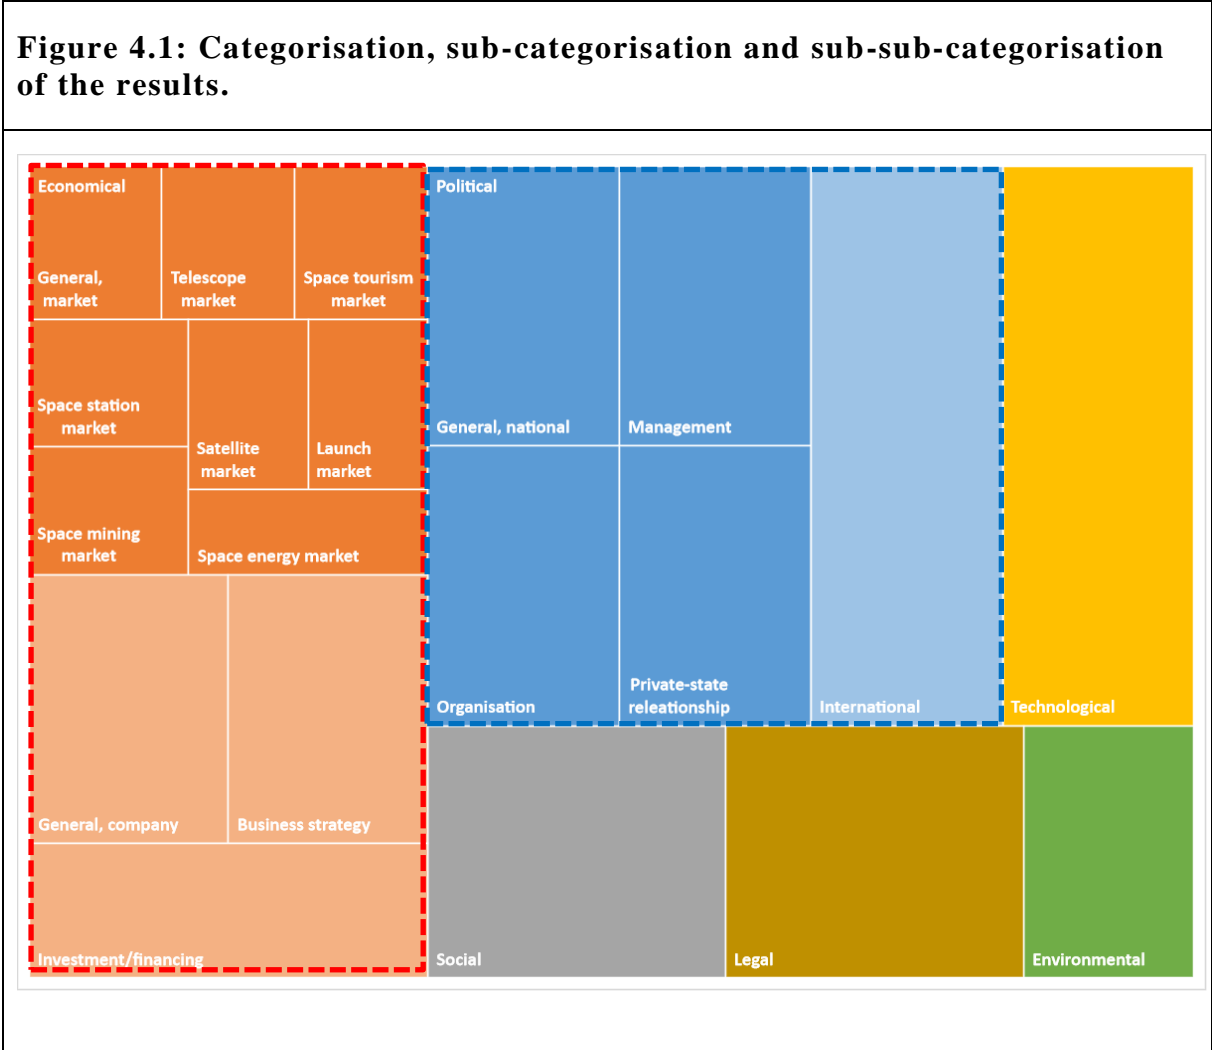 Figure 4.1: Categorisation, sub-categorisation and sub-sub-categorisation
of the results.
Economical
General,
market
Telescope
market
Space tourism
market
Space station
market
Satellite
market
Launch
market
Space mining
market
Space energy market
General, company
Business strategy
Investment/financing
Political
General, national
Management
Organisation
Private-state
releationship
International
Technological
Social
Legal
Environmental